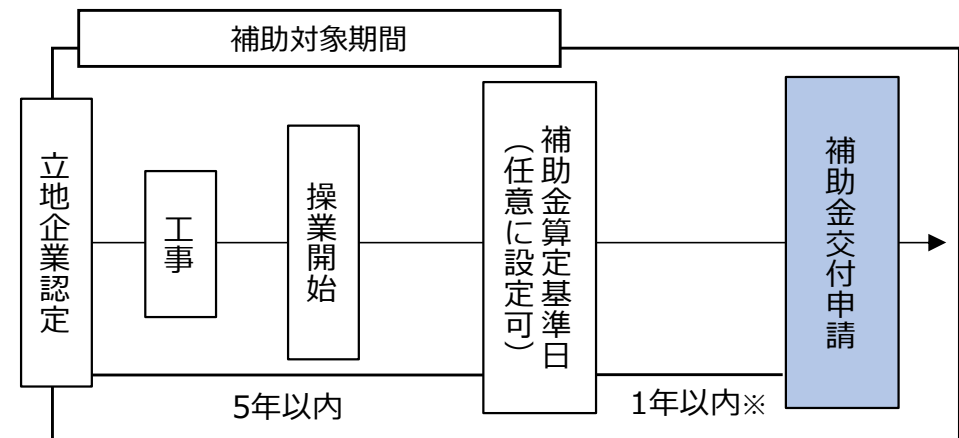 補助対象期間
立地企業認定
工事
操業開始
補助金算定基準日
（任意に設定可）
補助金交付申請
5年以内
1年以内※